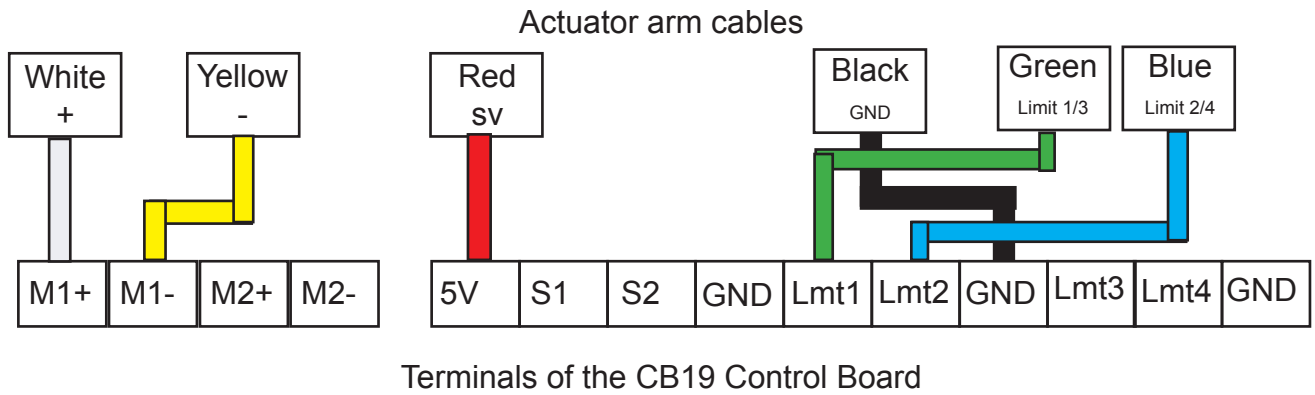 Actuator arm cables
White Yellow Red Black Green Blue
+ - sv GND Limit 1/3 Limit 2/4
M1+ M1- M2+ M2- 5V S1 S2 GND Lmt1 Lmt2 GND Lmt3 Lmt4 GND
Terminals of the CB19 Control Board